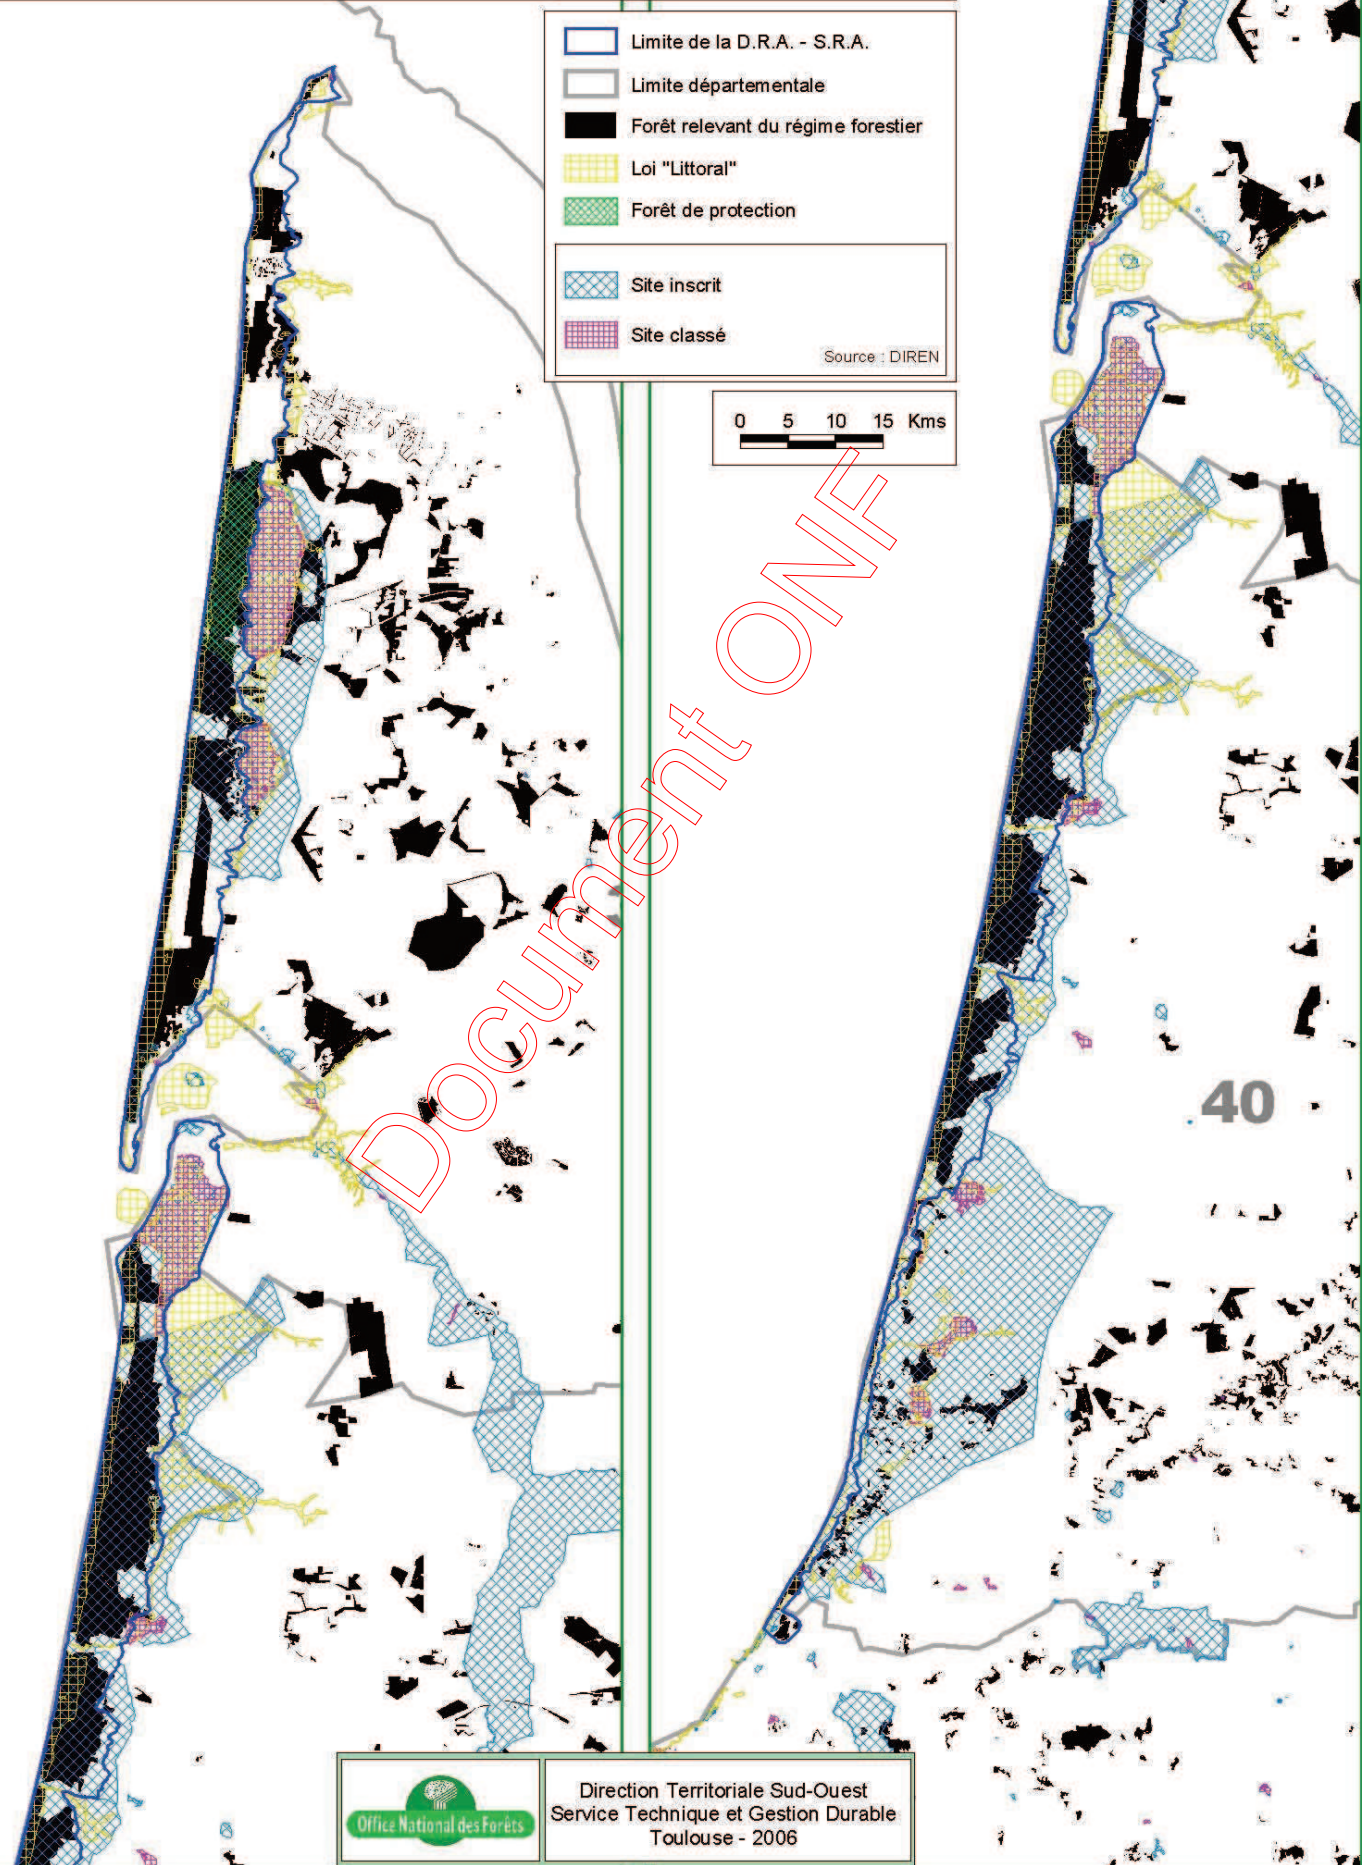 Limite de la D.R.A. - S.R.A.
Limite départementale
Forêt relevant du régime forestier
Loi "Littoral"
Forêt de protection
Site inscrit
Site classé
Source : DIREN
0 5 10 15 Kms
Document ONF
40
Office National des Forêts
Direction Territoriale Sud-Ouest
Service Technique et Gestion Durable
Toulouse - 2006